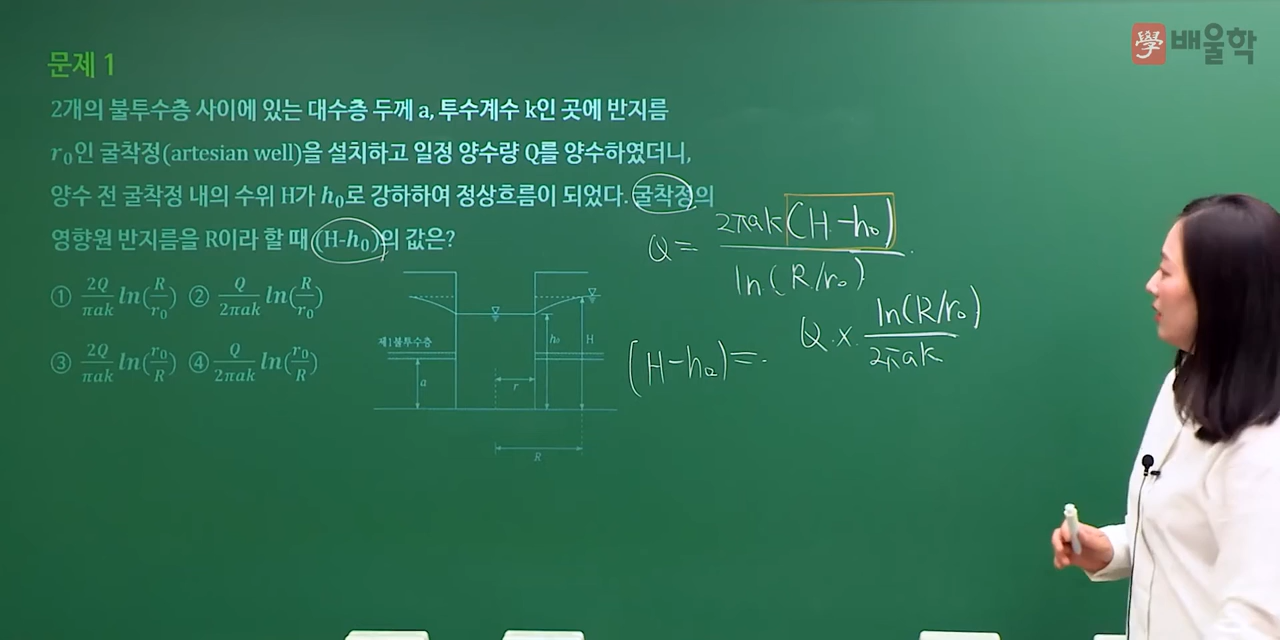 學 배울학
문제 1
2개의 불투수층 사이에 있는 대수층 두께 a, 투수계수 k인 곳에 반지름
r₀인 굴착정(artesian well)을 설치하고 일정 양수량 Q를 양수하였더니,
양수 전 굴착정 내의 수위 H가 h₀로 강하하여 정상흐름이 되었다. 굴착정의
영향원 반지름을 R이라 할 때 (H-h₀)의 값은?
① 2Q/πak ln(R/r₀) ② Q/2πak ln(R/r₀)
③ 2Q/πak ln(r₀/R) ④ Q/2πak ln(r₀/R)
제1불투수층
a
r
h₀
H
R
Q = 2πak(H-h₀) / ln(R/r₀)
(H-h₀) = Q × ln(R/r₀) / 2πak